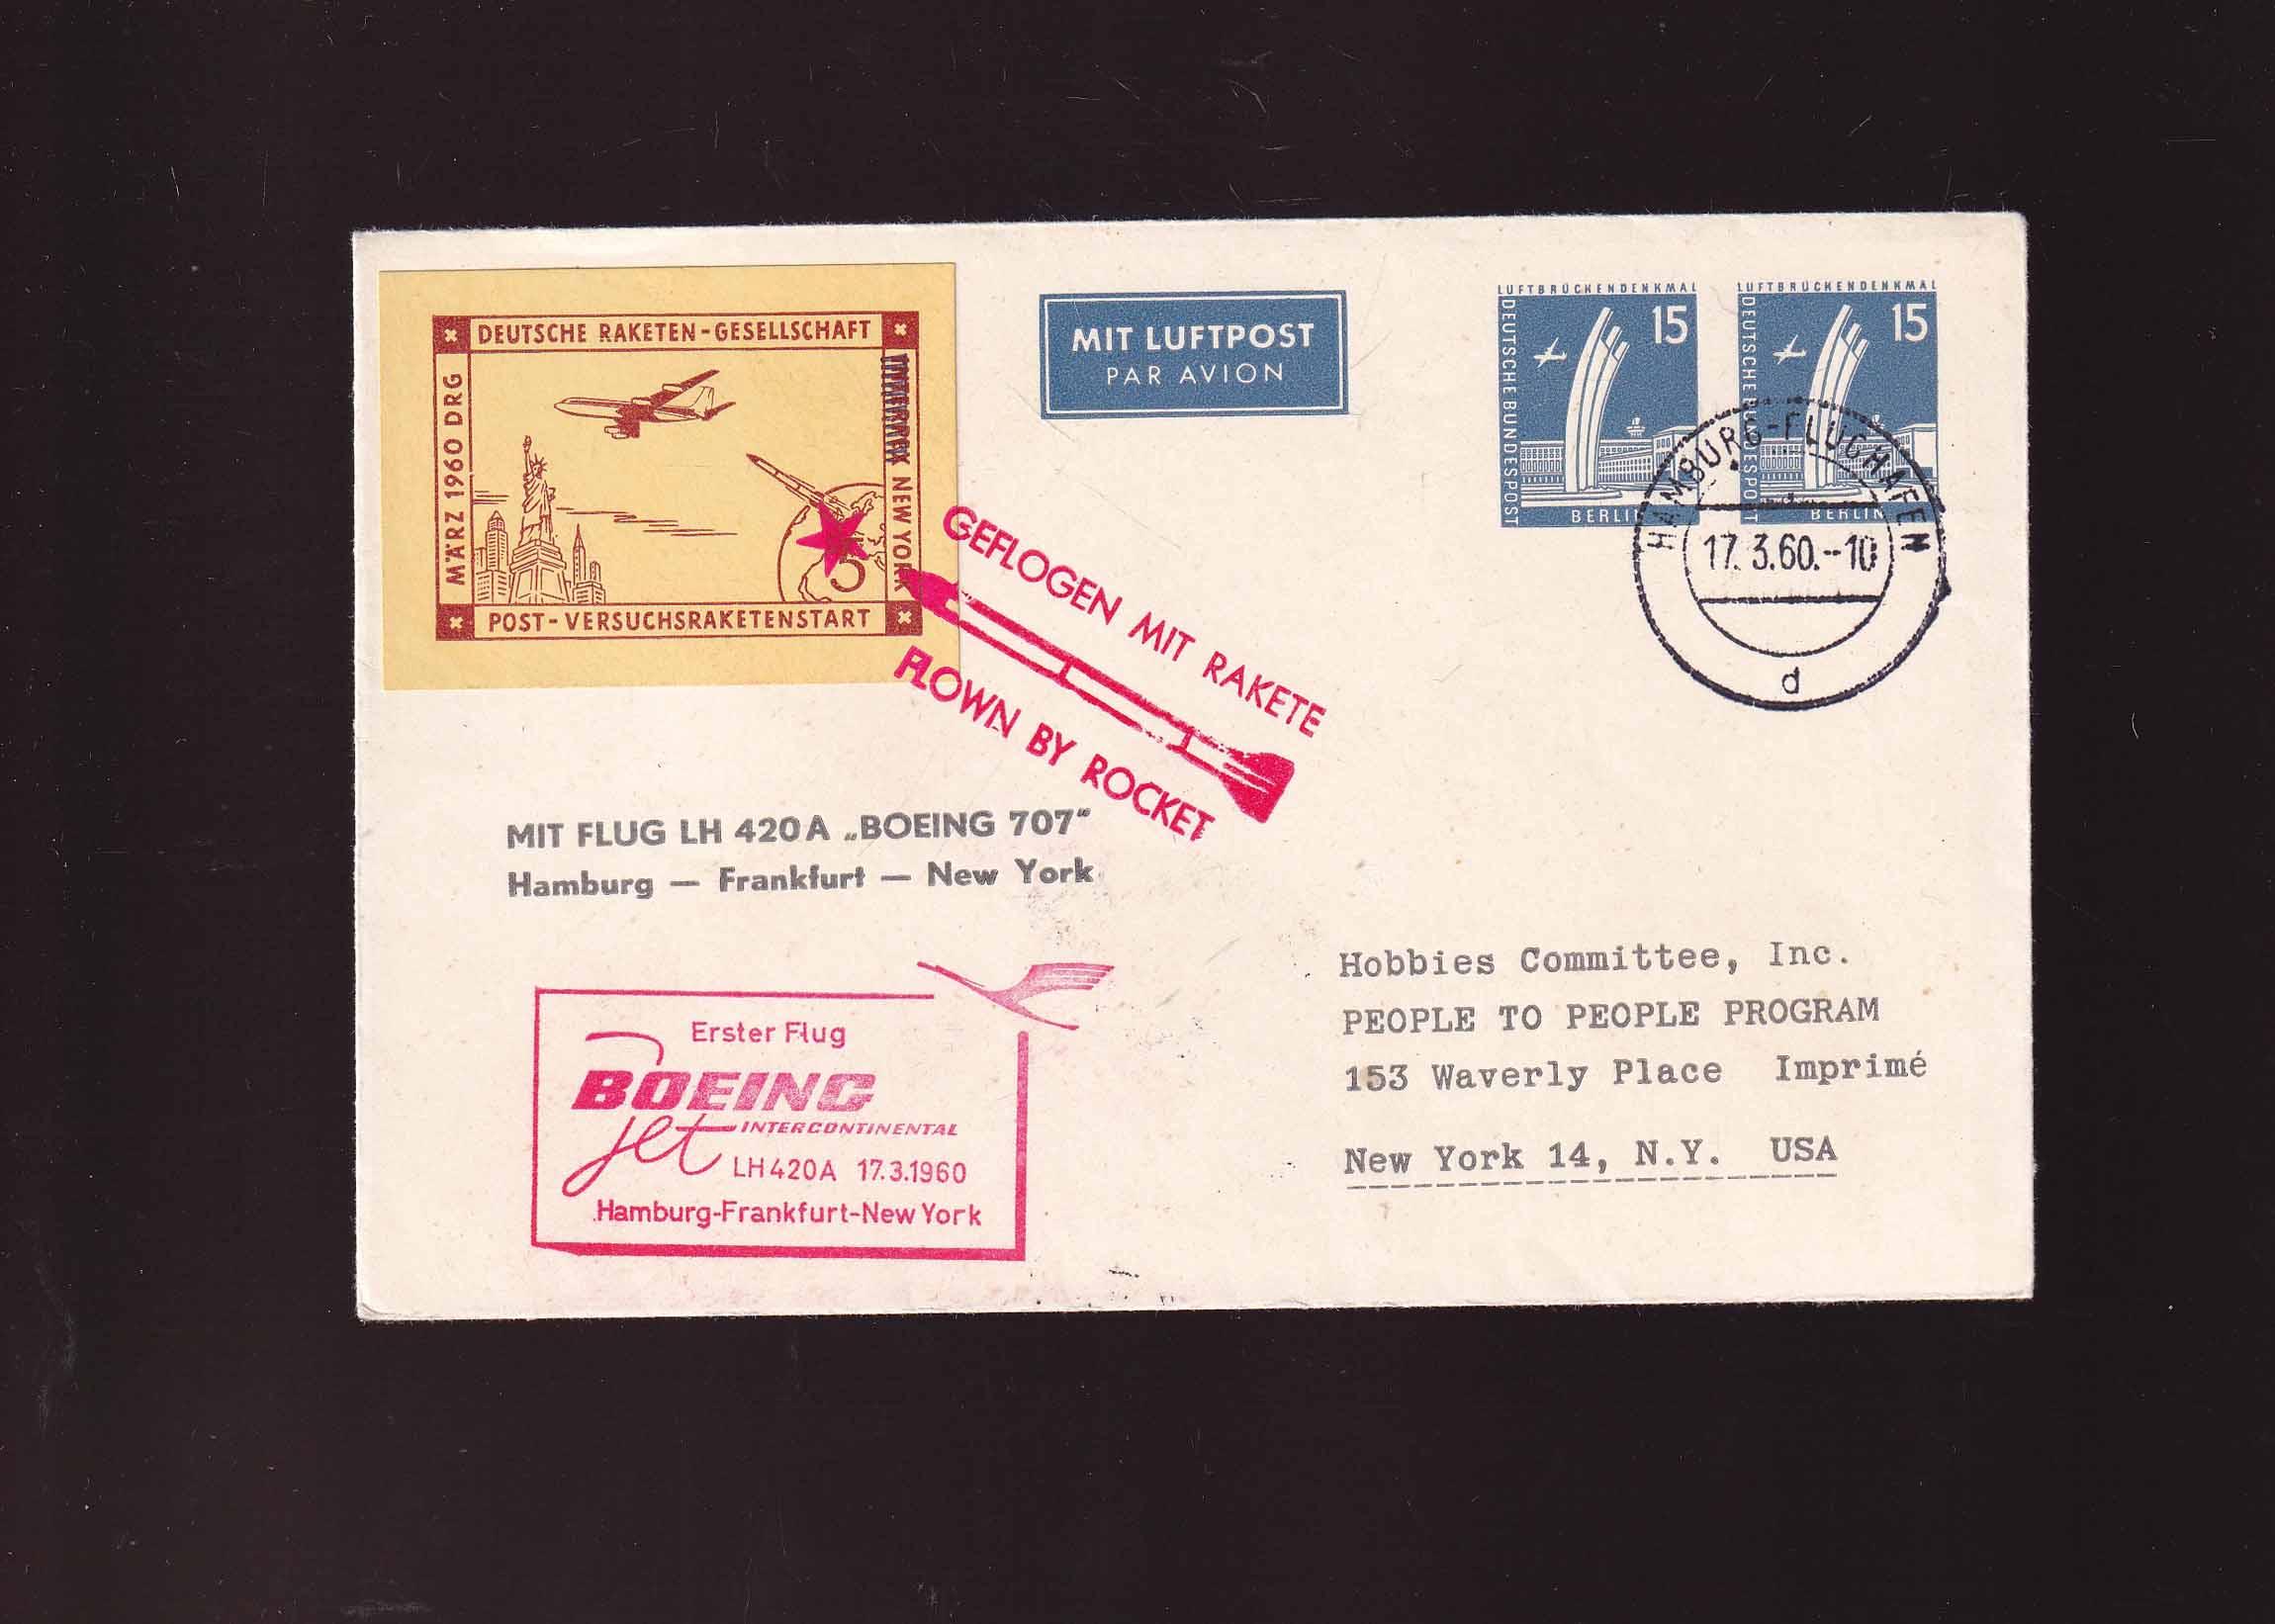 DEUTSCHE RAKETEN-GESELLSCHAFT
MÄRZ 1960 DRG
NEW YORK
5
POST-VERSUCHSRAKETENSTART
MIT LUFTPOST
PAR AVION
LUFTBRÜCKENDENKMAL
DEUTSCHE BUNDESPOST
15
BERLIN
LUFTBRÜCKENDENKMAL
DEUTSCHE BUNDESPOST
15
BERLIN
HAMBURG-FLUGHAFEN
17.3.60.-10
d
GEFLOGEN MIT RAKETE
FLOWN BY ROCKET
MIT FLUG LH 420A „BOEING 707“
Hamburg — Frankfurt — New York
Erster Flug
BOEING
jet INTERCONTINENTAL
LH420A 17.3.1960
Hamburg-Frankfurt-New York
Hobbies Committee, Inc.
PEOPLE TO PEOPLE PROGRAM
153 Waverly Place Imprimé
New York 14, N.Y. USA